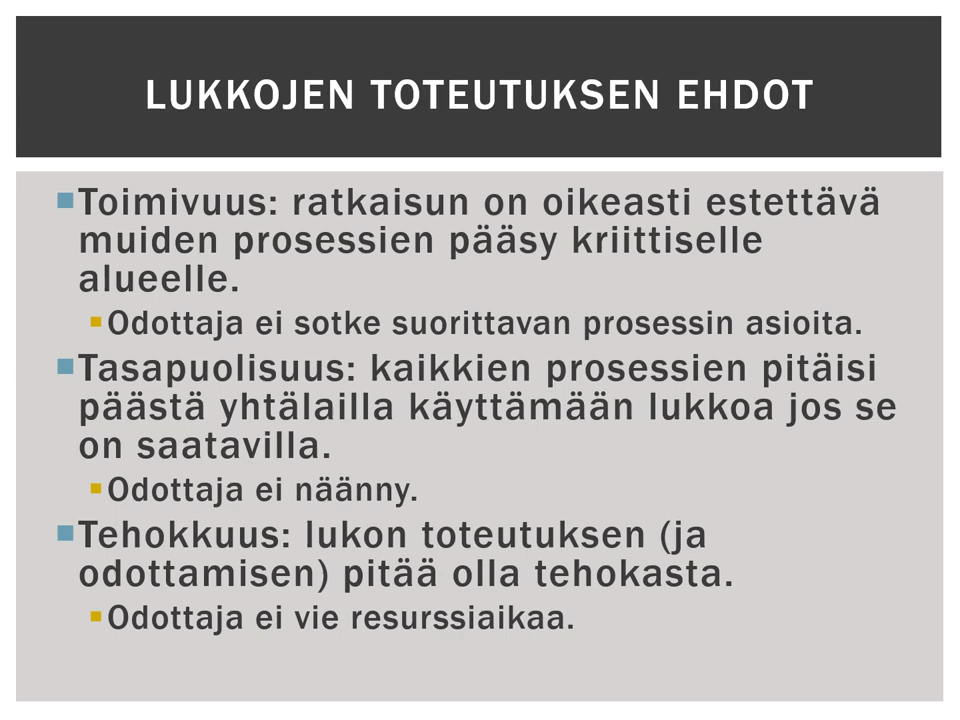 LUKKOJEN TOTEUTUKSEN EHDOT
Toimivuus: ratkaisun on oikeasti estettävä
muiden prosessien pääsy kriittiselle
alueelle.
Odottaja ei sotke suorittavan prosessin asioita.
Tasapuolisuus: kaikkien prosessien pitäisi
päästä yhtälailla käyttämään lukkoa jos se
on saatavilla.
Odottaja ei näänny.
Tehokkuus: lukon toteutuksen (ja
odottamisen) pitää olla tehokasta.
Odottaja ei vie resurssiaikaa.